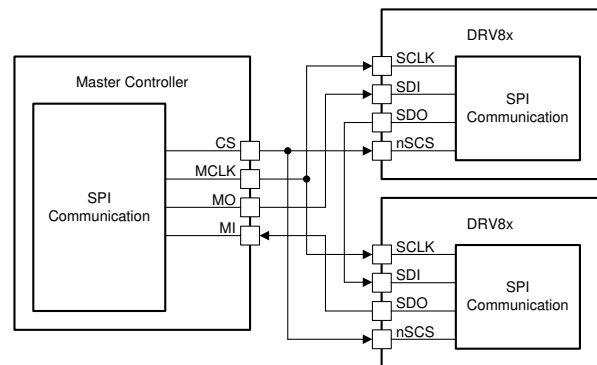 Master Controller
SPI
Communication
CS
MCLK
MO
MI
DRV8x
SCLK
SDI
SDO
nSCS
SPI
Communication
DRV8x
SCLK
SDI
SDO
nSCS
SPI
Communication